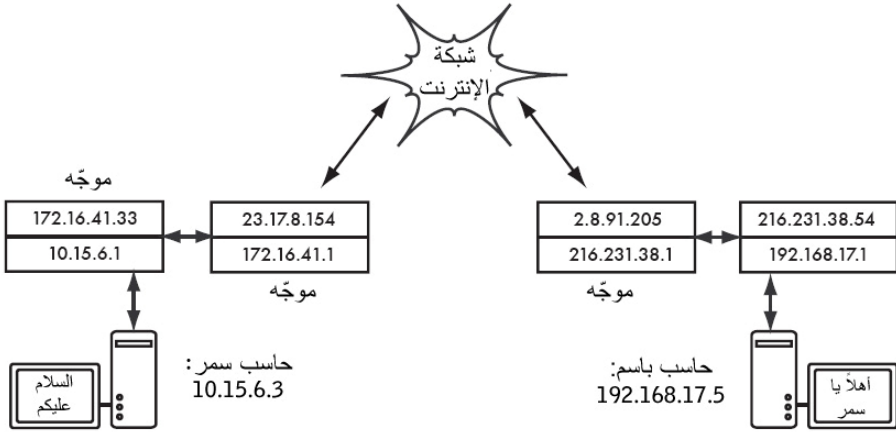 شبكة
الإنترنت
موجّه
172.16.41.33
10.15.6.1
23.17.8.154
172.16.41.1
موجّه
2.8.91.205
216.231.38.1
موجّه
216.231.38.54
192.168.17.1
السلام
عليكم
حاسب سمر:
10.15.6.3
حاسب باسم:
192.168.17.5
أهلاً يا
سمر